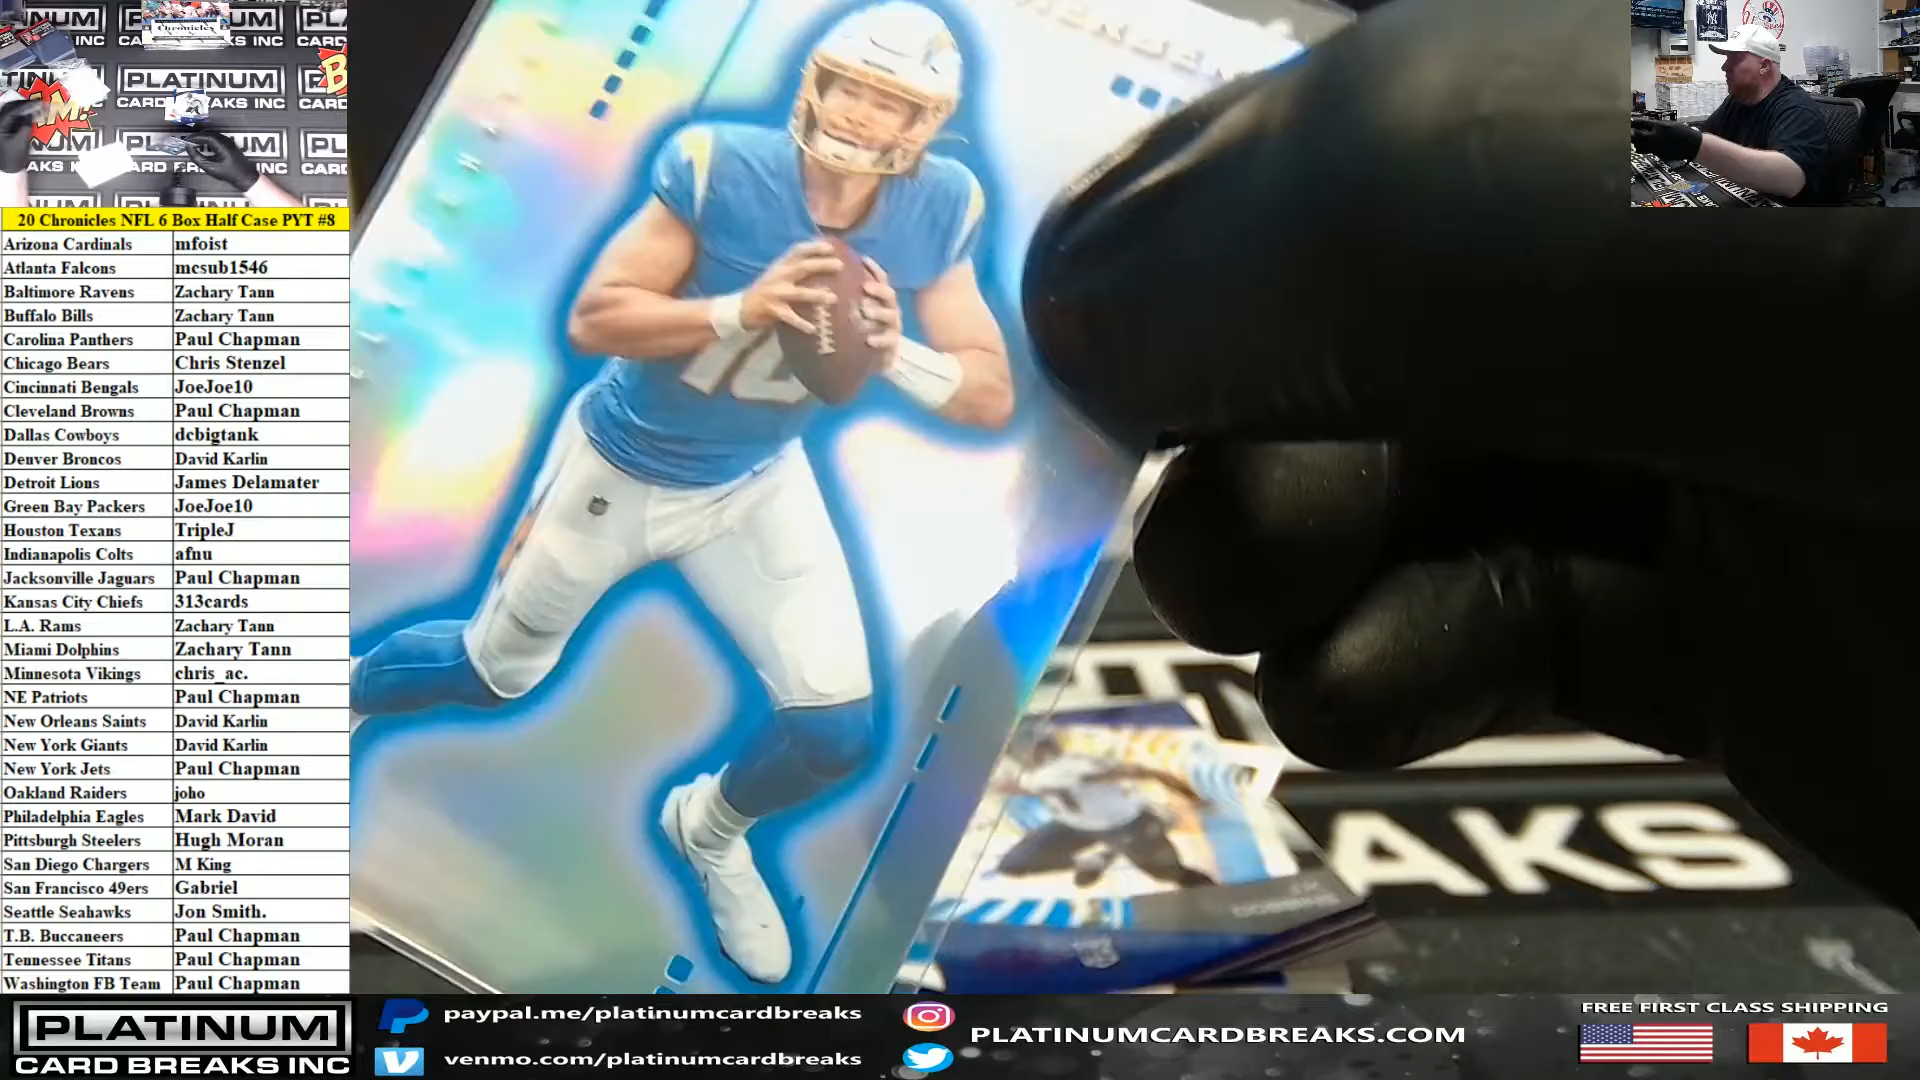 PLATINUM
CARD BREAKS INC
20 Chronicles NFL 6 Box Half Case PYT #8
Arizona Cardinals mfoist
Atlanta Falcons mcsub1546
Baltimore Ravens Zachary Tann
Buffalo Bills Zachary Tann
Carolina Panthers Paul Chapman
Chicago Bears Chris Stenzel
Cincinnati Bengals JoeJoe10
Cleveland Browns Paul Chapman
Dallas Cowboys dcbigtank
Denver Broncos David Karlin
Detroit Lions James Delamater
Green Bay Packers JoeJoe10
Houston Texans TripleJ
Indianapolis Colts afnu
Jacksonville Jaguars Paul Chapman
Kansas City Chiefs 313cards
L.A. Rams Zachary Tann
Miami Dolphins Zachary Tann
Minnesota Vikings chris_ac.
NE Patriots Paul Chapman
New Orleans Saints David Karlin
New York Giants David Karlin
New York Jets Paul Chapman
Oakland Raiders joho
Philadelphia Eagles Mark David
Pittsburgh Steelers Hugh Moran
San Diego Chargers M King
San Francisco 49ers Gabriel
Seattle Seahawks Jon Smith.
T.B. Buccaneers Paul Chapman
Tennessee Titans Paul Chapman
Washington FB Team Paul Chapman
10
AKS
PLATINUM
CARD BREAKS INC
paypal.me/platinumcardbreaks
venmo.com/platinumcardbreaks
PLATINUMCARDBREAKS.COM
FREE FIRST CLASS SHIPPING